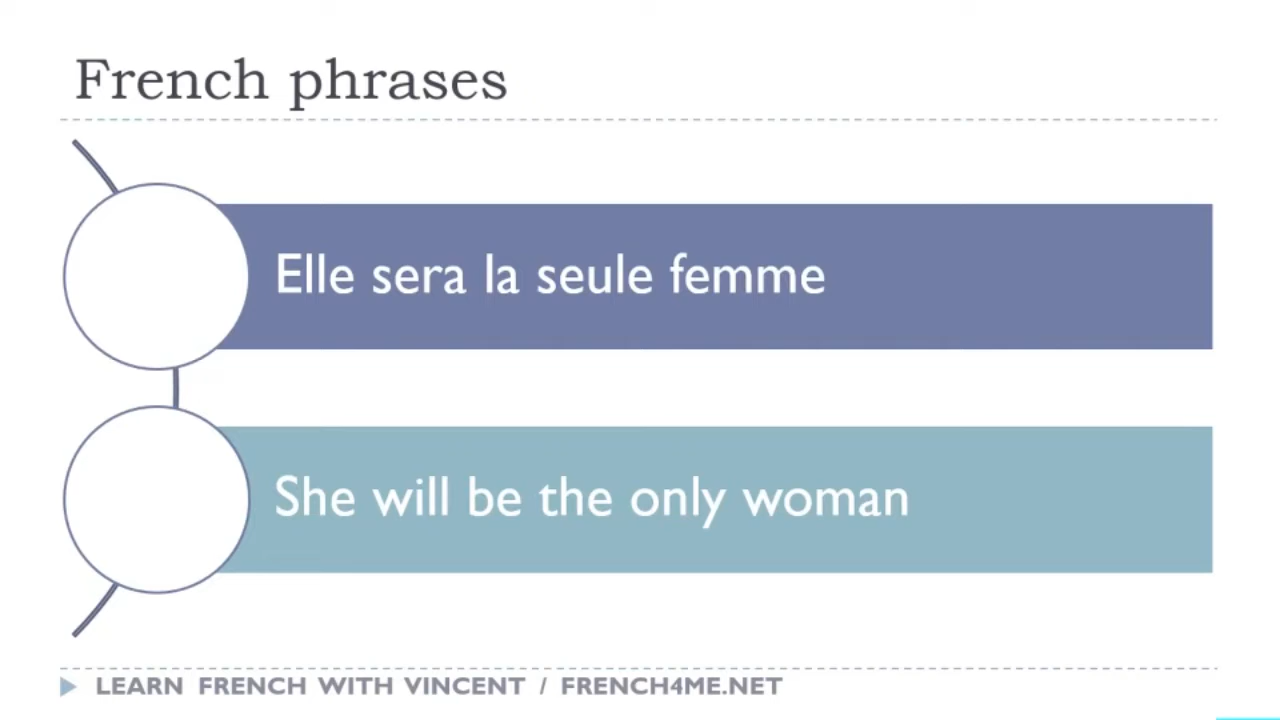 French phrases
Elle sera la seule femme
She will be the only woman
LEARN FRENCH WITH VINCENT / FRENCH4ME.NET